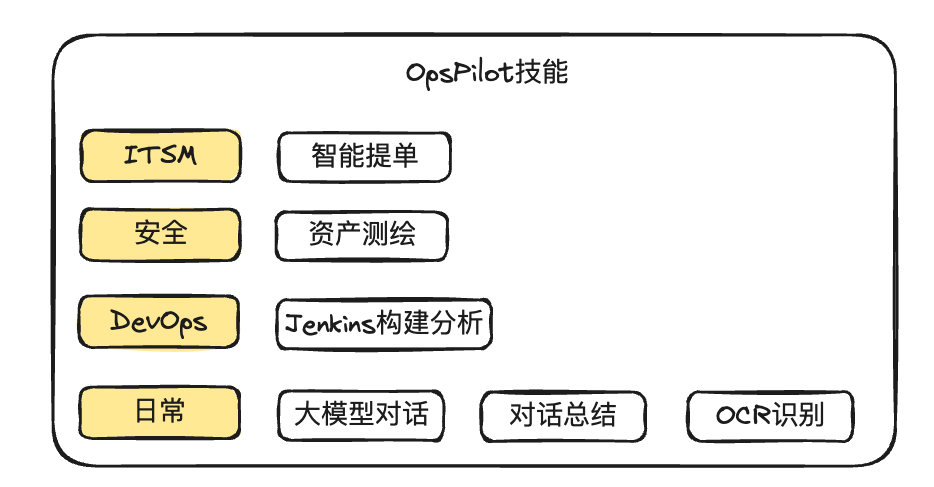 OpsPilot技能
ITSM 智能提单
安全 资产测绘
DevOps Jenkins构建分析
日常 大模型对话 对话总结 OCR识别